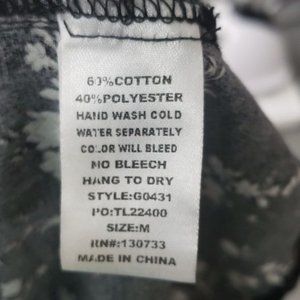 60%COTTON
40%POLYESTER
HAND WASH COLD
WATER SEPARATELY
COLOR WILL BLEED
NO BLEECH
HANG TO DRY
STYLE:G0431
PO:TL22400
SIZE:M
RN#:130733
MADE IN CHINA